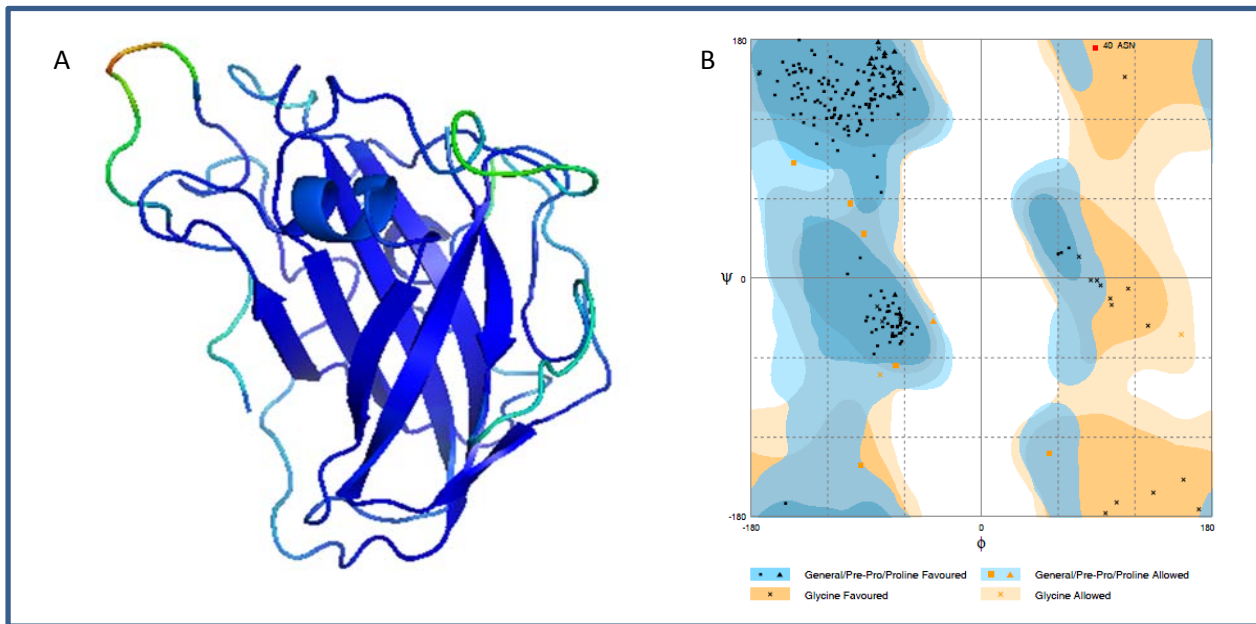 A
B
180
40 ASN
ψ
0
-180
-180
0
180
ϕ
General/Pre-Pro/Proline Favoured
General/Pre-Pro/Proline Allowed
Glycine Favoured
Glycine Allowed